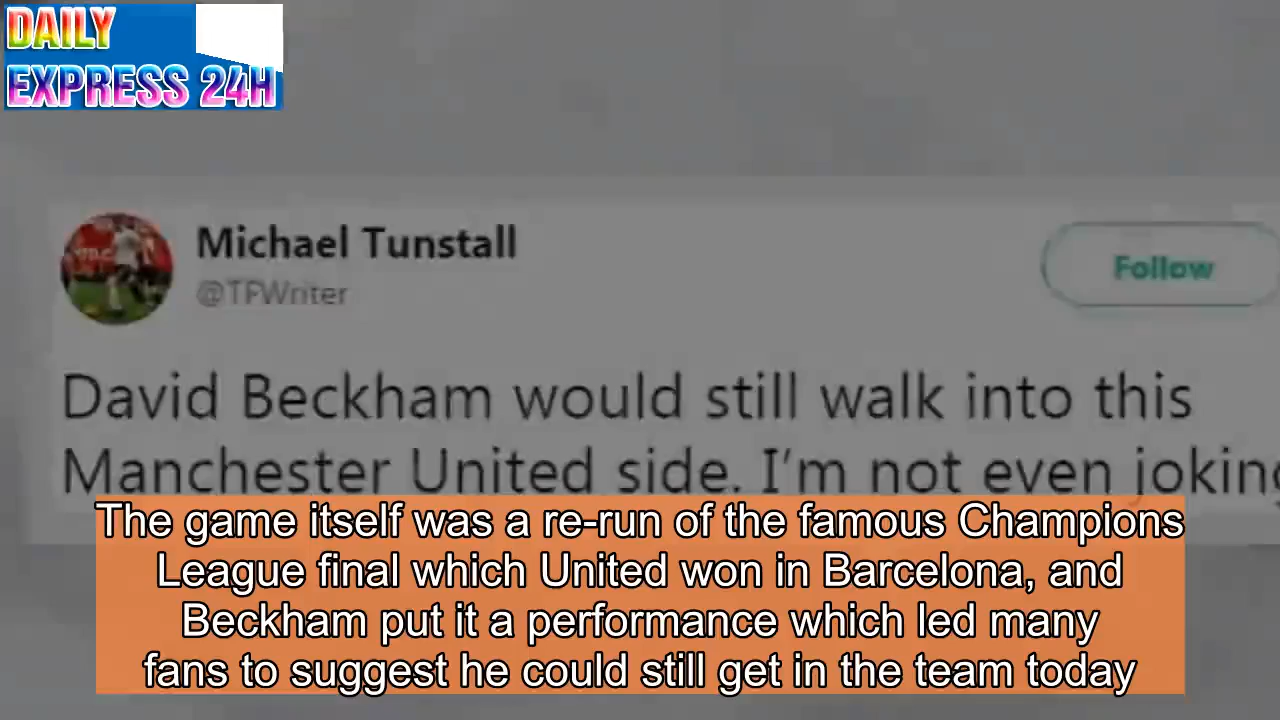 DAILY
EXPRESS 24H
Michael Tunstall
@TFWriter
Follow
David Beckham would still walk into this
Manchester United side. I'm not even joking
The game itself was a re-run of the famous Champions
League final which United won in Barcelona, and
Beckham put it a performance which led many
fans to suggest he could still get in the team today